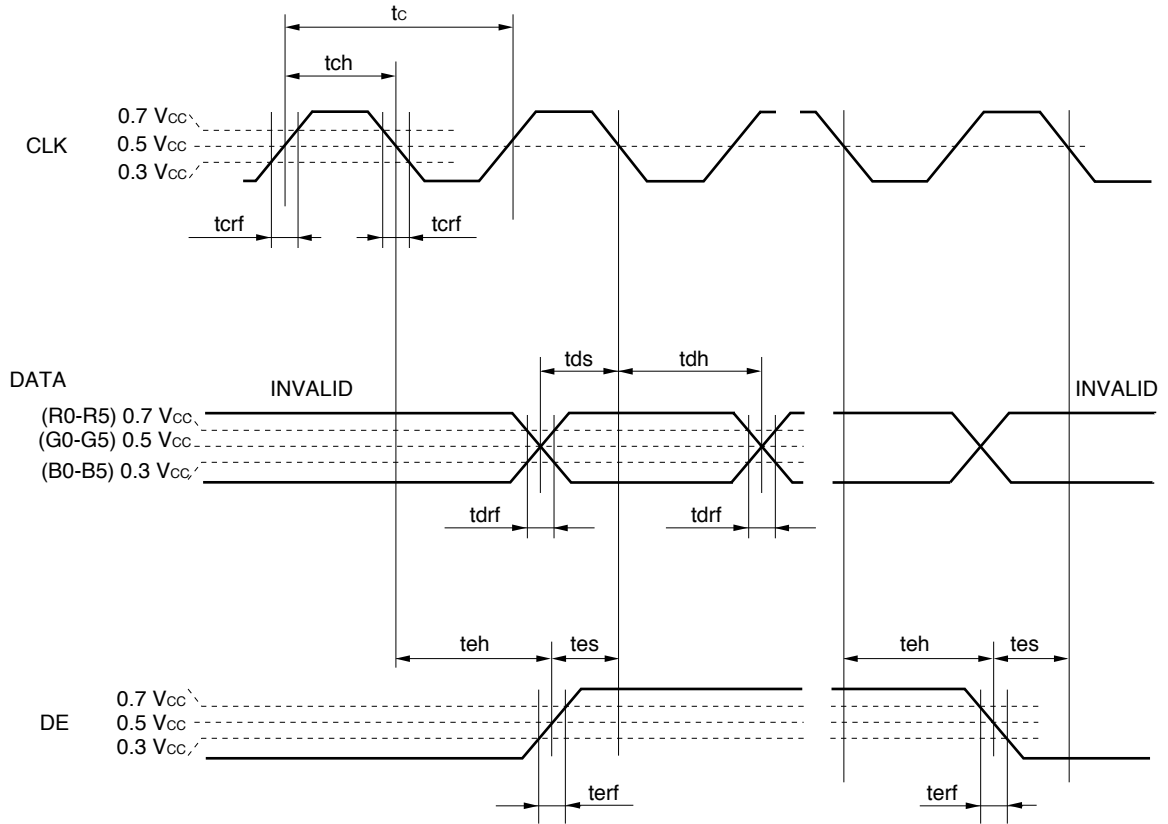 tc
tch
0.7 Vcc
CLK
0.5 Vcc
0.3 Vcc
tcrf
tcrf
tds
tdh
DATA
INVALID
INVALID
(R0-R5) 0.7 Vcc
(G0-G5) 0.5 Vcc
(B0-B5) 0.3 Vcc
tdrf
tdrf
teh
tes
teh
tes
0.7 Vcc
DE
0.5 Vcc
0.3 Vcc
terf
terf